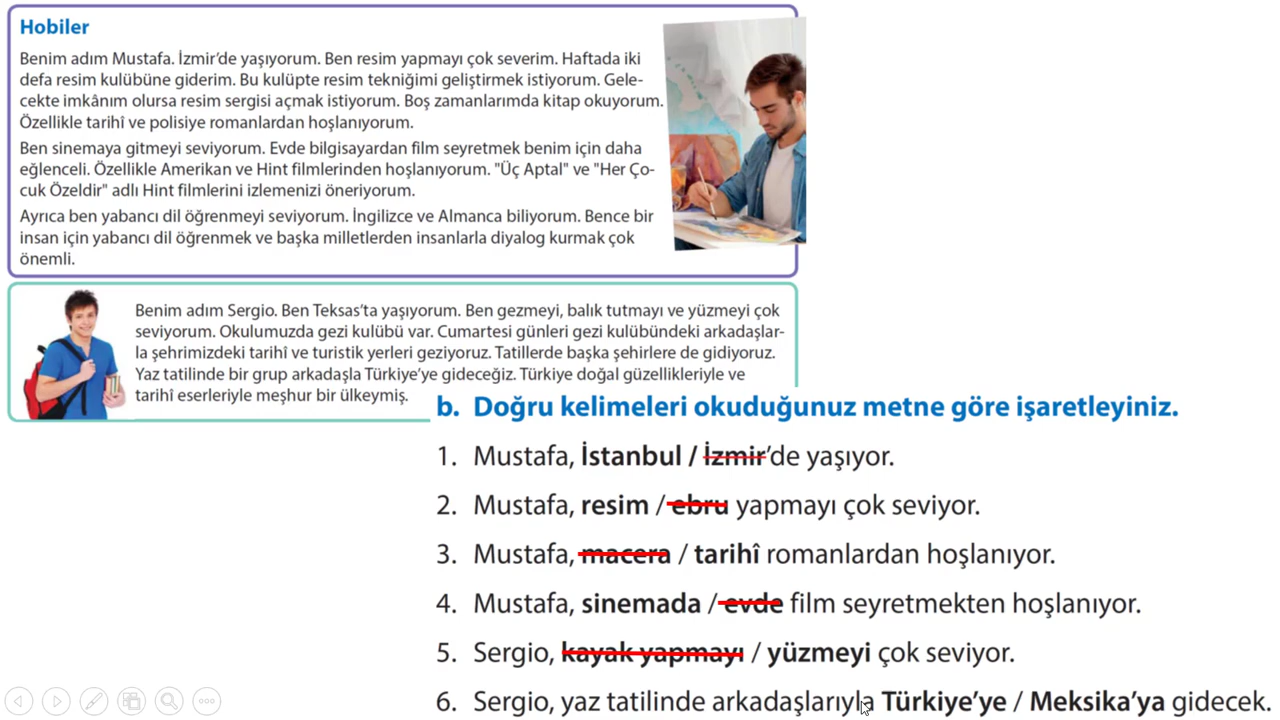 Hobiler
Benim adım Mustafa. İzmir’de yaşıyorum. Ben resim yapmayı çok severim. Haftada iki
defa resim kulübüne giderim. Bu kulüpte resim tekniğimi geliştirmek istiyorum. Gele-
cekte imkânım olursa resim sergisi açmak istiyorum. Boş zamanlarımda kitap okuyorum.
Özellikle tarihî ve polisiye romanlardan hoşlanıyorum.
Ben sinemaya gitmeyi seviyorum. Evde bilgisayardan film seyretmek benim için daha
eğlenceli. Özellikle Amerikan ve Hint filmlerinden hoşlanıyorum. "Üç Aptal" ve "Her Ço-
cuk Özeldir" adlı Hint filmlerini izlemenizi öneriyorum.
Ayrıca ben yabancı dil öğrenmeyi seviyorum. İngilizce ve Almanca biliyorum. Bence bir
insan için yabancı dil öğrenmek ve başka milletlerden insanlarla diyalog kurmak çok
önemli.
Benim adım Sergio. Ben Teksas’ta yaşıyorum. Ben gezmeyi, balık tutmayı ve yüzmeyi çok
seviyorum. Okulumuzda gezi kulübü var. Cumartesi günleri gezi kulübündeki arkadaşlar-
la şehrimizdeki tarihî ve turistik yerleri geziyoruz. Tatillerde başka şehirlere de gidiyoruz.
Yaz tatilinde bir grup arkadaşla Türkiye’ye gideceğiz. Türkiye doğal güzellikleriyle ve
tarihî eserleriyle meşhur bir ülkeymiş.
b. Doğru kelimeleri okuduğunuz metne göre işaretleyiniz.
1. Mustafa, İstanbul / İzmir’de yaşıyor.
2. Mustafa, resim / ebru yapmayı çok seviyor.
3. Mustafa, macera / tarihî romanlardan hoşlanıyor.
4. Mustafa, sinemada / evde film seyretmekten hoşlanıyor.
5. Sergio, kayak yapmayı / yüzmeyi çok seviyor.
6. Sergio, yaz tatilinde arkadaşlarıyla Türkiye’ye / Meksika’ya gidecek.